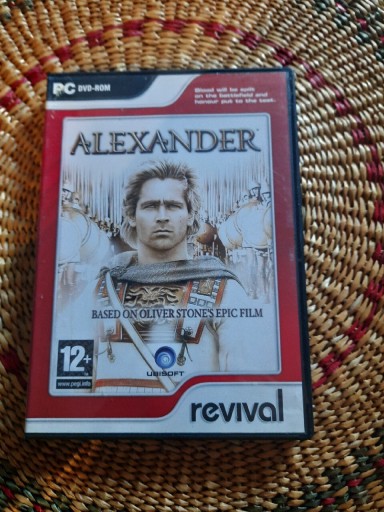 PC DVD-ROM
Blood will be spilt
on the battlefield and
honour put to the test.
ALEXANDER
BASED ON OLIVER STONE'S EPIC FILM
12+
www.pegi.info
UBISOFT
revival